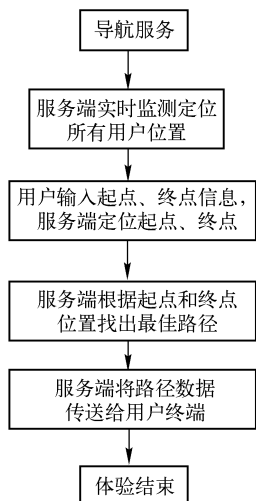 导航服务
服务端实时监测定位
所有用户位置
用户输入起点、终点信息，
服务端定位起点、终点
服务端根据起点和终点
位置找出最佳路径
服务端将路径数据
传送给用户终端
体验结束